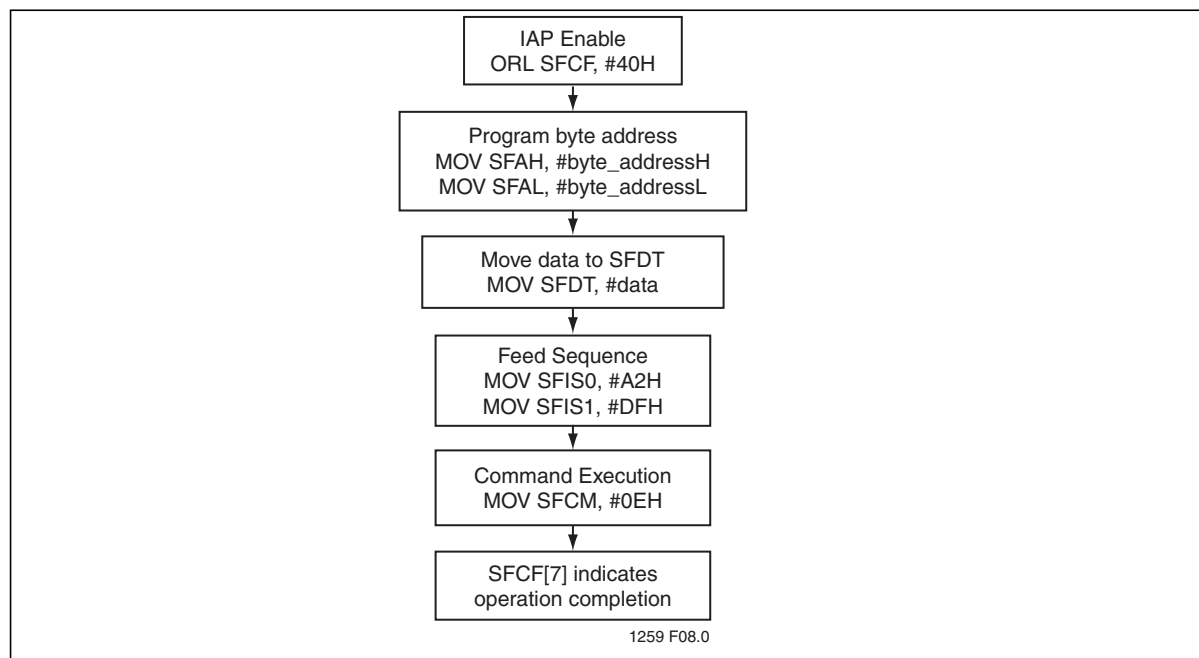 IAP Enable
ORL SFCF, #40H
Program byte address
MOV SFAH, #byte_addressH
MOV SFAL, #byte_addressL
Move data to SFDT
MOV SFDT, #data
Feed Sequence
MOV SFIS0, #A2H
MOV SFIS1, #DFH
Command Execution
MOV SFCM, #0EH
SFCF[7] indicates
operation completion
1259 F08.0